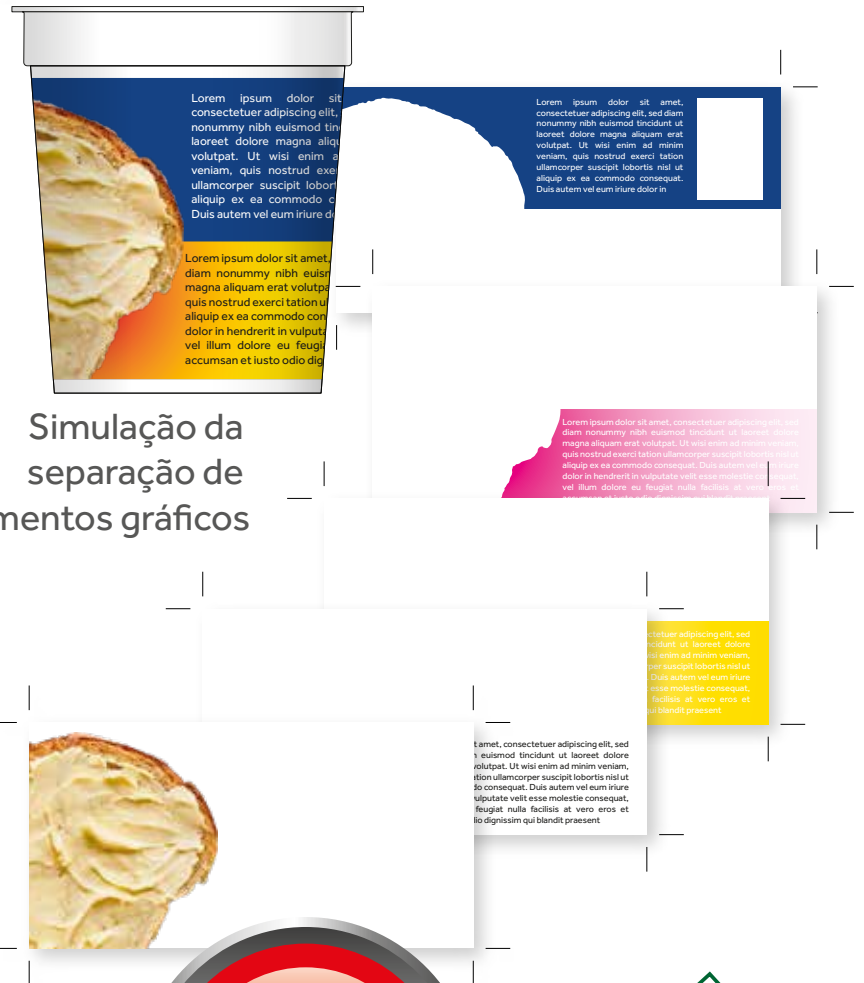 Lorem ipsum dolor sit
consectetuer adipiscing elit,
nonummy nibh euismod tin
laoreet dolore magna aliqu
volutpat. Ut wisi enim a
veniam, quis nostrud exe
ullamcorper suscipit lobort
aliquip ex ea commodo c
Duis autem vel eum iriure do
Lorem ipsum dolor sit amet,
diam nonummy nibh euism
magna aliquam erat volutpa
quis nostrud exerci tation u
aliquip ex ea commodo con
dolor in hendrerit in vulputa
vel illum dolore eu feugia
accumsan et iusto odio dig
Lorem ipsum dolor sit amet,
consectetuer adipiscing elit, sed diam
nonummy nibh euismod tincidunt ut
laoreet dolore magna aliquam erat
volutpat. Ut wisi enim ad minim
veniam, quis nostrud exerci tation
ullamcorper suscipit lobortis nisl ut
aliquip ex ea commodo consequat.
Duis autem vel eum iriure dolor in
Simulação da
separação de
mentos gráficos
Lorem ipsum dolor sit amet, consectetuer adipiscing elit, sed
diam nonummy nibh euismod tincidunt ut laoreet dolore
magna aliquam erat volutpat. Ut wisi enim ad minim veniam,
quis nostrud exerci tation ullamcorper suscipit lobortis nisl ut
aliquip ex ea commodo consequat. Duis autem vel eum iriure
dolor in hendrerit in vulputate velit esse molestie consequat,
vel illum dolore eu feugiat nulla facilisis at vero eros et
ctetuer adipiscing elit, sed
ncidunt ut laoreet dolore
wisi enim ad minim veniam,
per suscipit lobortis nisl ut
Duis autem vel eum iriure
esse molestie consequat,
facilisis at vero eros et
qui blandit praesent
t amet, consectetuer adipiscing elit, sed
euismod tincidunt ut laoreet dolore
volutpat. Ut wisi enim ad minim veniam,
ation ullamcorper suscipit lobortis nisl ut
do consequat. Duis autem vel eum iriure
vulputate velit esse molestie consequat,
feugiat nulla facilisis at vero eros et
dio dignissim qui blandit praesent